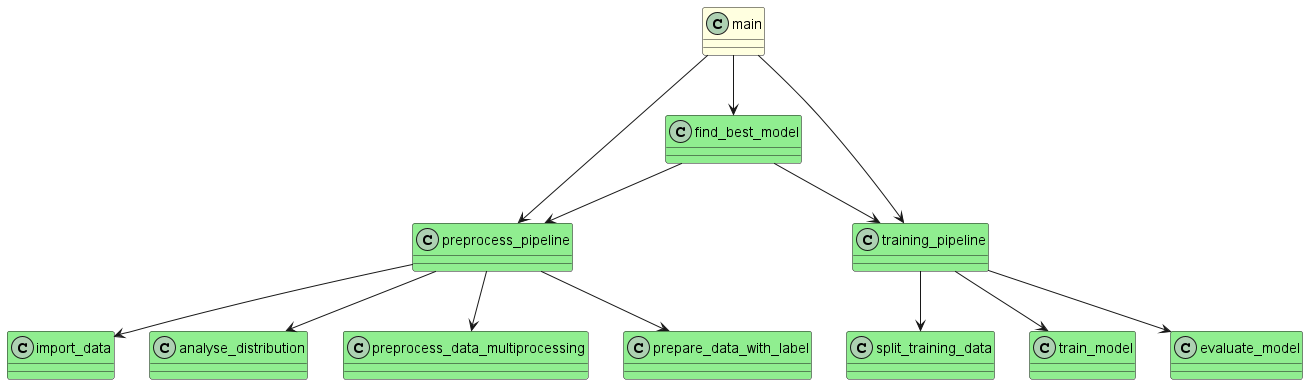 C main
C find_best_model
C preprocess_pipeline
C training_pipeline
C import_data
C analyse_distribution
C preprocess_data_multiprocessing
C prepare_data_with_label
C split_training_data
C train_model
C evaluate_model